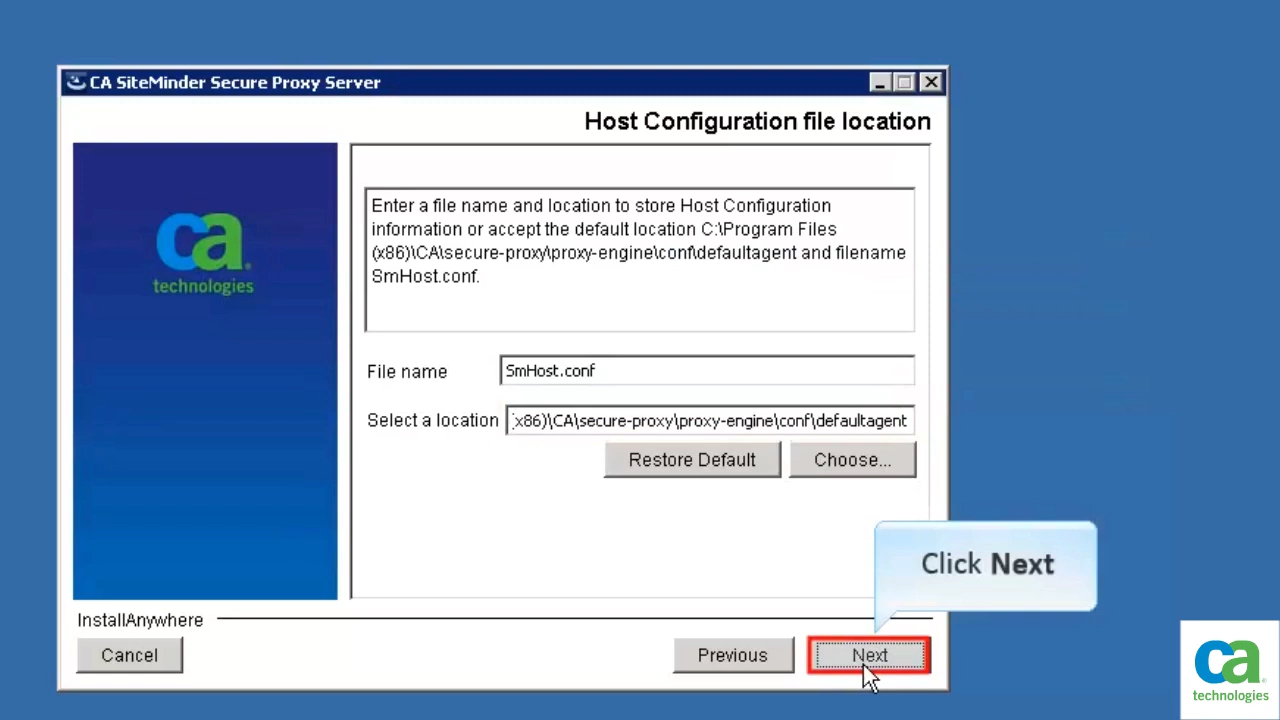 CA SiteMinder Secure Proxy Server
Host Configuration file location
ca
technologies
Enter a file name and location to store Host Configuration
information or accept the default location C:\Program Files
(x86)\CA\secure-proxy\proxy-engine\conf\defaultagent and filename
SmHost.conf.
File name SmHost.conf
Select a location x86)\CA\secure-proxy\proxy-engine\conf\defaultagent
Restore Default Choose...
Click Next
InstallAnywhere
Cancel Previous Next
ca
technologies